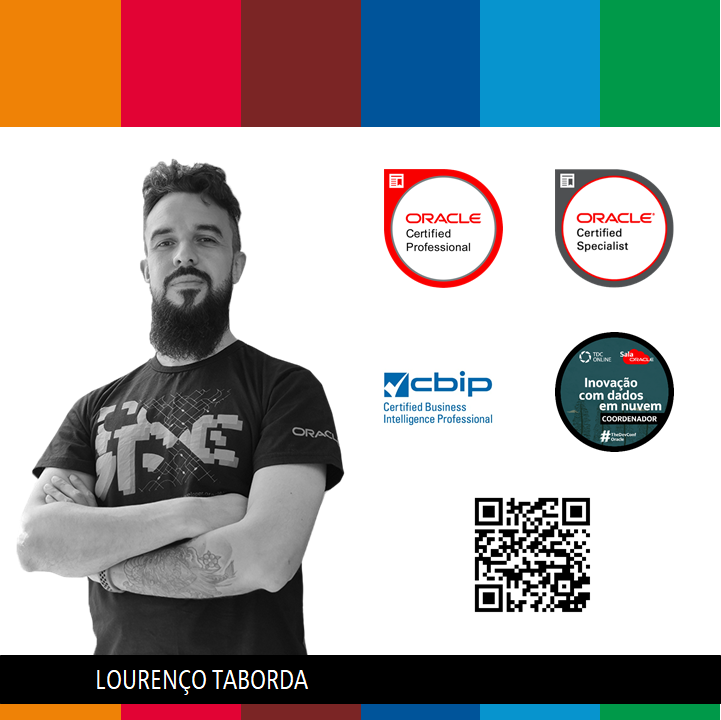 ORACLE
Certified
Professional
ORACLE®
Certified
Specialist
cbip
Certified Business
Intelligence Professional
TDC
ONLINE
Sala
ORACLE
Inovação
com dados
em nuvem
COORDENADOR
#TheDevConf
Oracle
ORACL
LOURENÇO TABORDA